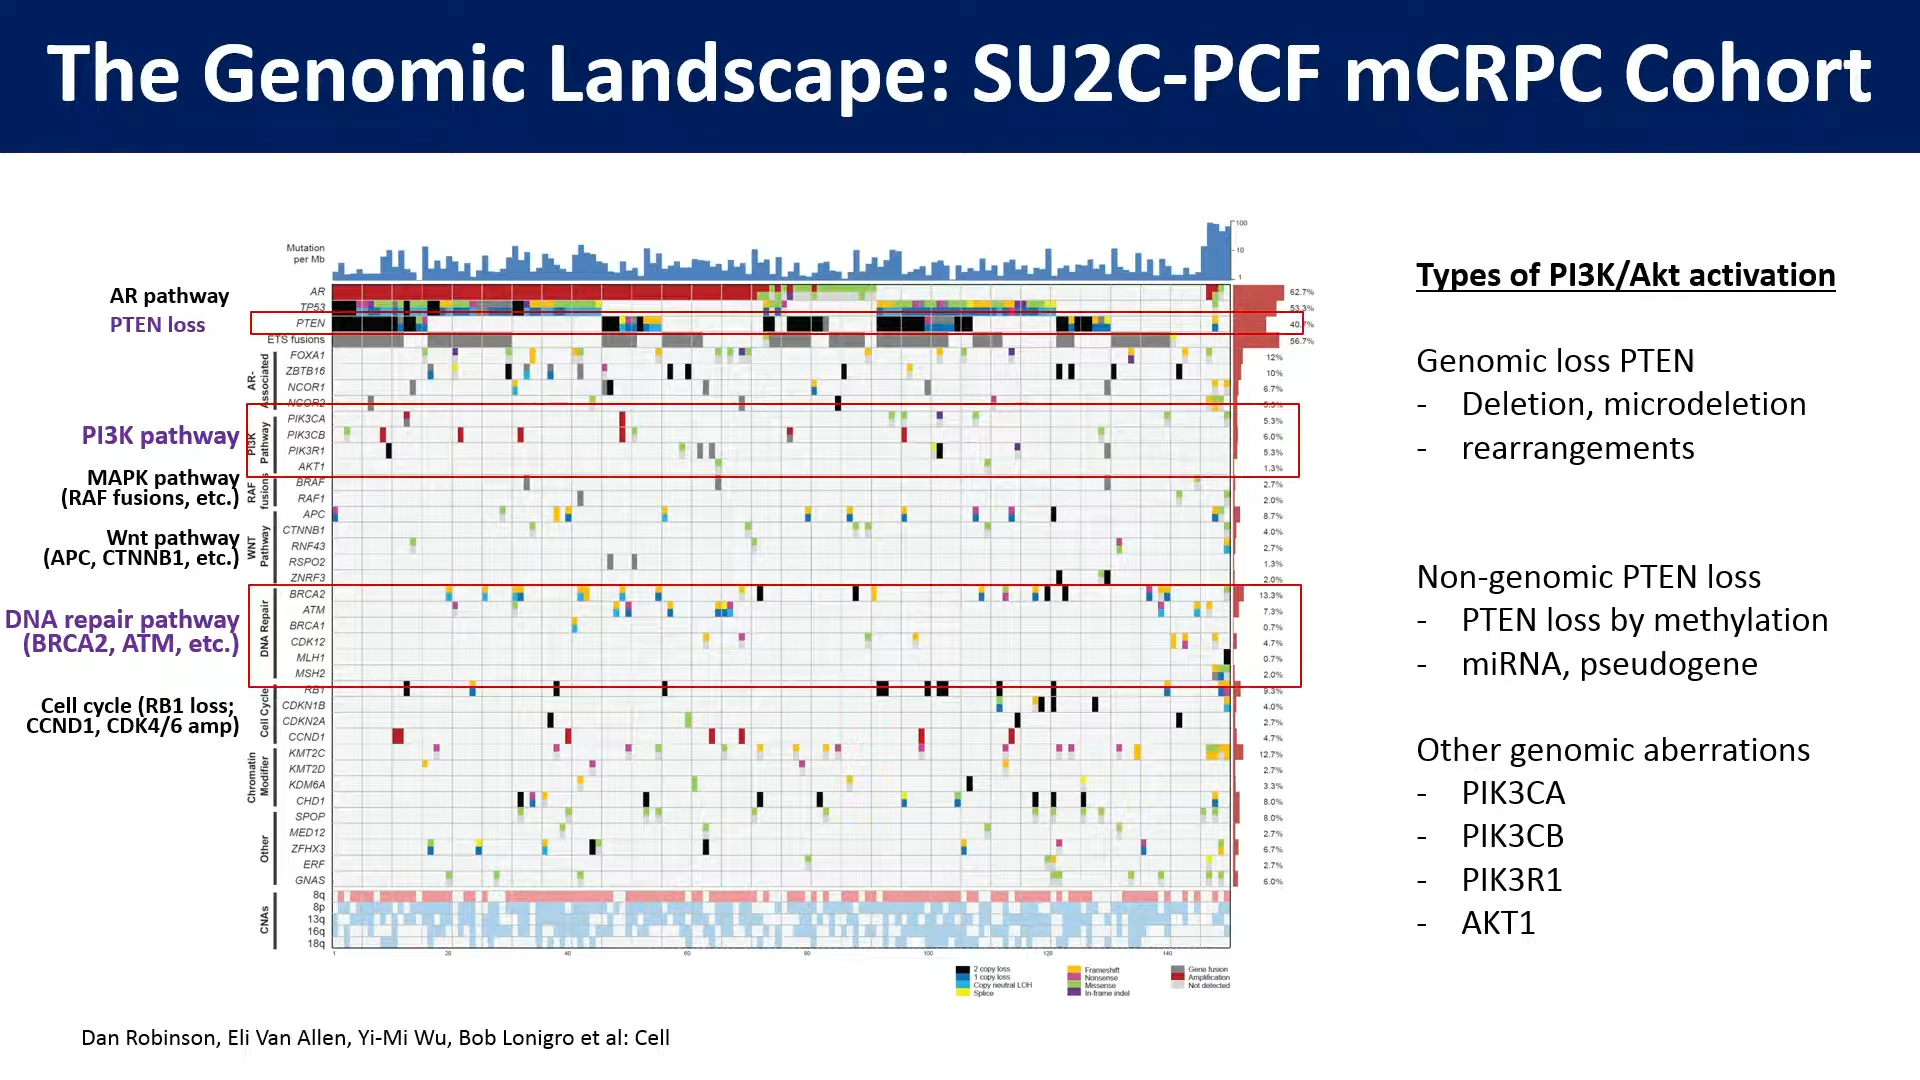 The Genomic Landscape: SU2C-PCF mCRPC Cohort
AR pathway
PTEN loss
PI3K pathway
MAPK pathway
(RAF fusions, etc.)
Wnt pathway
(APC, CTNNB1, etc.)
DNA repair pathway
(BRCA2, ATM, etc.)
Cell cycle (RB1 loss;
CCND1, CDK4/6 amp)
Mutation
per Mb
100
10
1
AR 62.7%
TP53 53.3%
PTEN 40.7%
ETS fusions 56.7%
AR-
Associated
FOXA1 12%
ZBTB16 10%
NCOR1 6.7%
NCOR2 5.3%
PI3K
Pathway
PIK3CA 5.3%
PIK3CB 6.0%
PIK3R1 5.3%
AKT1 1.3%
RAF
fusions
BRAF 2.7%
RAF1 2.0%
WNT
Pathway
APC 8.7%
CTNNB1 4.0%
RNF43 2.7%
RSPO2 1.3%
ZNRF3 2.0%
DNA Repair
BRCA2 13.3%
ATM 7.3%
BRCA1 0.7%
CDK12 4.7%
MLH1 0.7%
MSH2 2.0%
Cell Cycle
RB1 9.3%
CDKN1B 4.0%
CDKN2A 2.7%
CCND1 4.7%
Chromatin
Modifier
KMT2C 12.7%
KMT2D 2.7%
KDM6A 3.3%
CHD1 8.0%
Other
SPOP 8.0%
MED12 2.7%
ZFHX3 6.7%
ERF 2.7%
GNAS 6.0%
CNAs
8q
8p
13q
16q
18q
1 20 40 60 80 100 120 140
2 copy loss
1 copy loss
Copy neutral LOH
Splice
Frameshift
Nonsense
Missense
In-frame indel
Gene fusion
Amplification
Not detected
Types of PI3K/Akt activation
Genomic loss PTEN
- Deletion, microdeletion
- rearrangements
Non-genomic PTEN loss
- PTEN loss by methylation
- miRNA, pseudogene
Other genomic aberrations
- PIK3CA
- PIK3CB
- PIK3R1
- AKT1
Dan Robinson, Eli Van Allen, Yi-Mi Wu, Bob Lonigro et al: Cell